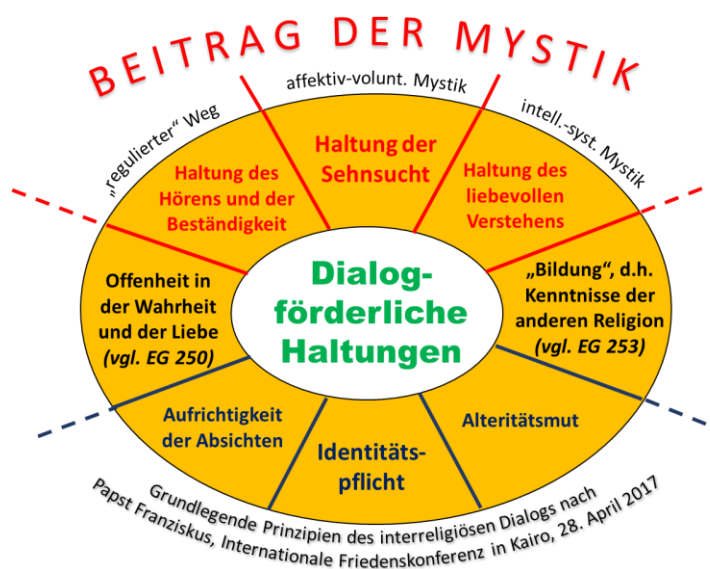 BEITRAG DER MYSTIK
„regulierter“ Weg
affektiv-volunt. Mystik
intell.-syst. Mystik
Haltung des
Hörens und der
Beständigkeit
Haltung der
Sehnsucht
Haltung des
liebevollen
Verstehens
Offenheit in
der Wahrheit
und der Liebe
(vgl. EG 250)
Dialog-
förderliche
Haltungen
„Bildung“, d.h.
Kenntnisse der
anderen Religion
(vgl. EG 253)
Aufrichtigkeit
der Absichten
Identitäts-
pflicht
Alteritätsmut
Grundlegende Prinzipien des interreligiösen Dialogs nach
Papst Franziskus, Internationale Friedenskonferenz in Kairo, 28. April 2017